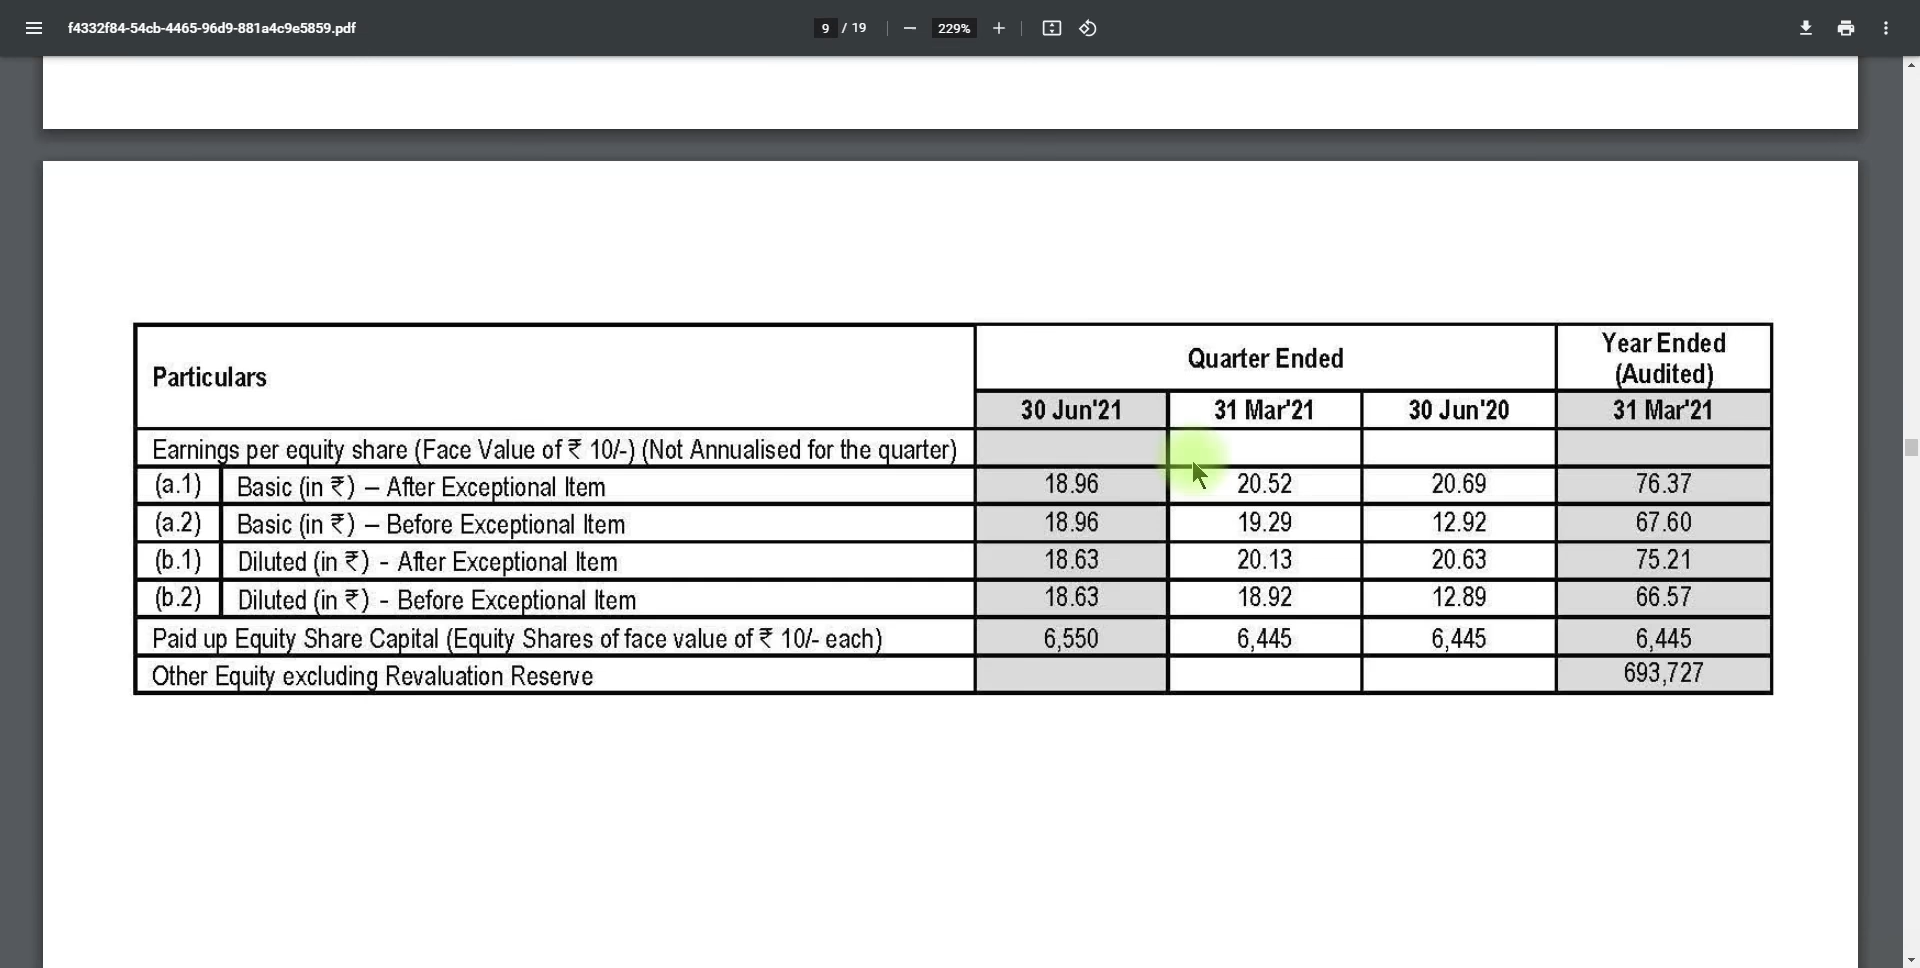 f4332f84-54cb-4465-96d9-881a4c9e5859.pdf
9 / 19
229%
Particulars
Quarter Ended
Year Ended
(Audited)
30 Jun'21 31 Mar'21 30 Jun'20 31 Mar'21
Earnings per equity share (Face Value of ₹ 10/-) (Not Annualised for the quarter)
(a.1) Basic (in ₹) – After Exceptional Item 18.96 20.52 20.69 76.37
(a.2) Basic (in ₹) – Before Exceptional Item 18.96 19.29 12.92 67.60
(b.1) Diluted (in ₹) - After Exceptional Item 18.63 20.13 20.63 75.21
(b.2) Diluted (in ₹) - Before Exceptional Item 18.63 18.92 12.89 66.57
Paid up Equity Share Capital (Equity Shares of face value of ₹ 10/- each) 6,550 6,445 6,445 6,445
Other Equity excluding Revaluation Reserve 693,727